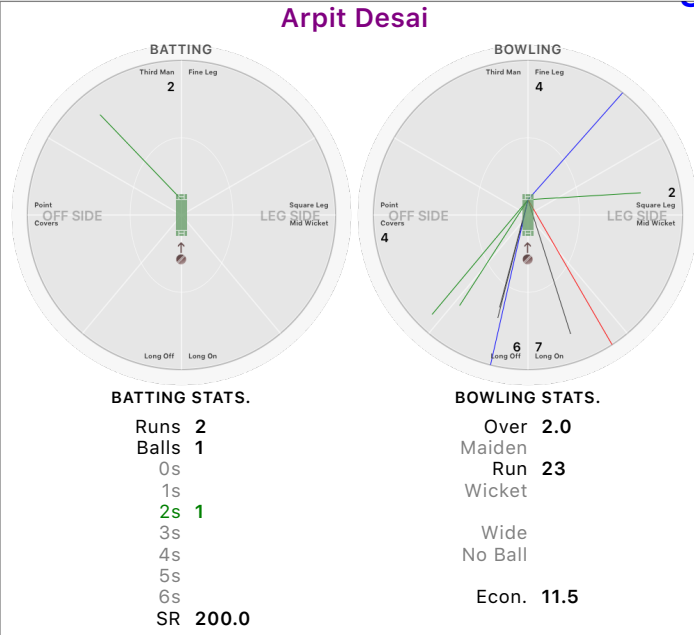 Arpit Desai
BATTING
Third Man Fine Leg
2
Point
Covers
OFF SIDE
Square Leg
Mid Wicket
LEG SIDE
Long Off Long On
BATTING STATS.
Runs 2
Balls 1
0s
1s
2s 1
3s
4s
5s
6s
SR 200.0
BOWLING
Third Man Fine Leg
4
2
Point
Covers
OFF SIDE
4
Square Leg
Mid Wicket
LEG SIDE
6 7
Long Off Long On
BOWLING STATS.
Over 2.0
Maiden
Run 23
Wicket
Wide
No Ball
Econ. 11.5